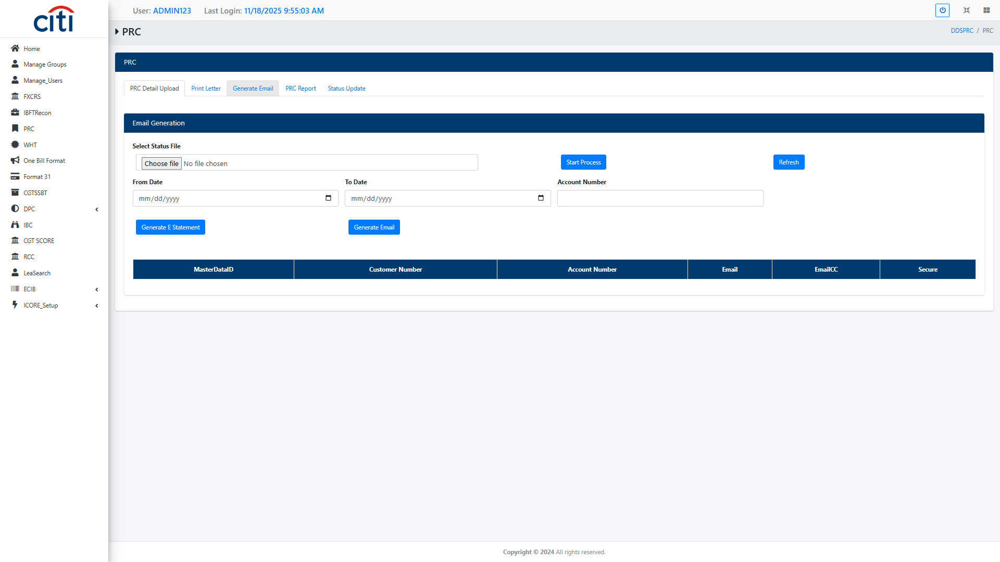 citi
User: ADMIN123 Last Login: 11/18/2025 9:55:03 AM
PRC
DDSPRC / PRC
Home
Manage Groups
Manage_Users
FXCRS
IBFTRecon
PRC
WHT
One Bill Format
Format 31
CGTSSBT
DPC
IBC
CGT SCORE
RCC
LeaSearch
ECIB
ICORE_Setup
PRC
PRC Detail Upload Print Letter Generate Email PRC Report Status Update
Email Generation
Select Status File
Choose file No file chosen Start Process Refresh
From Date To Date Account Number
mm/dd/yyyy mm/dd/yyyy
Generate E Statement Generate Email
MasterDataID Customer Number Account Number Email EmailCC Secure
Copyright © 2024 All rights reserved.